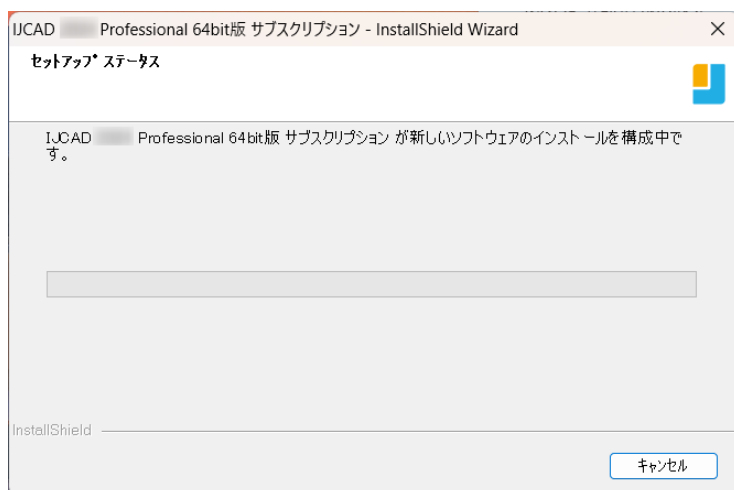 IJCAD Professional 64bit版 サブスクリプション - InstallShield Wizard
セットアップ ステータス
IJCAD Professional 64bit版 サブスクリプション が新しいソフトウェアのインストールを構成中で
す。
InstallShield
キャンセル